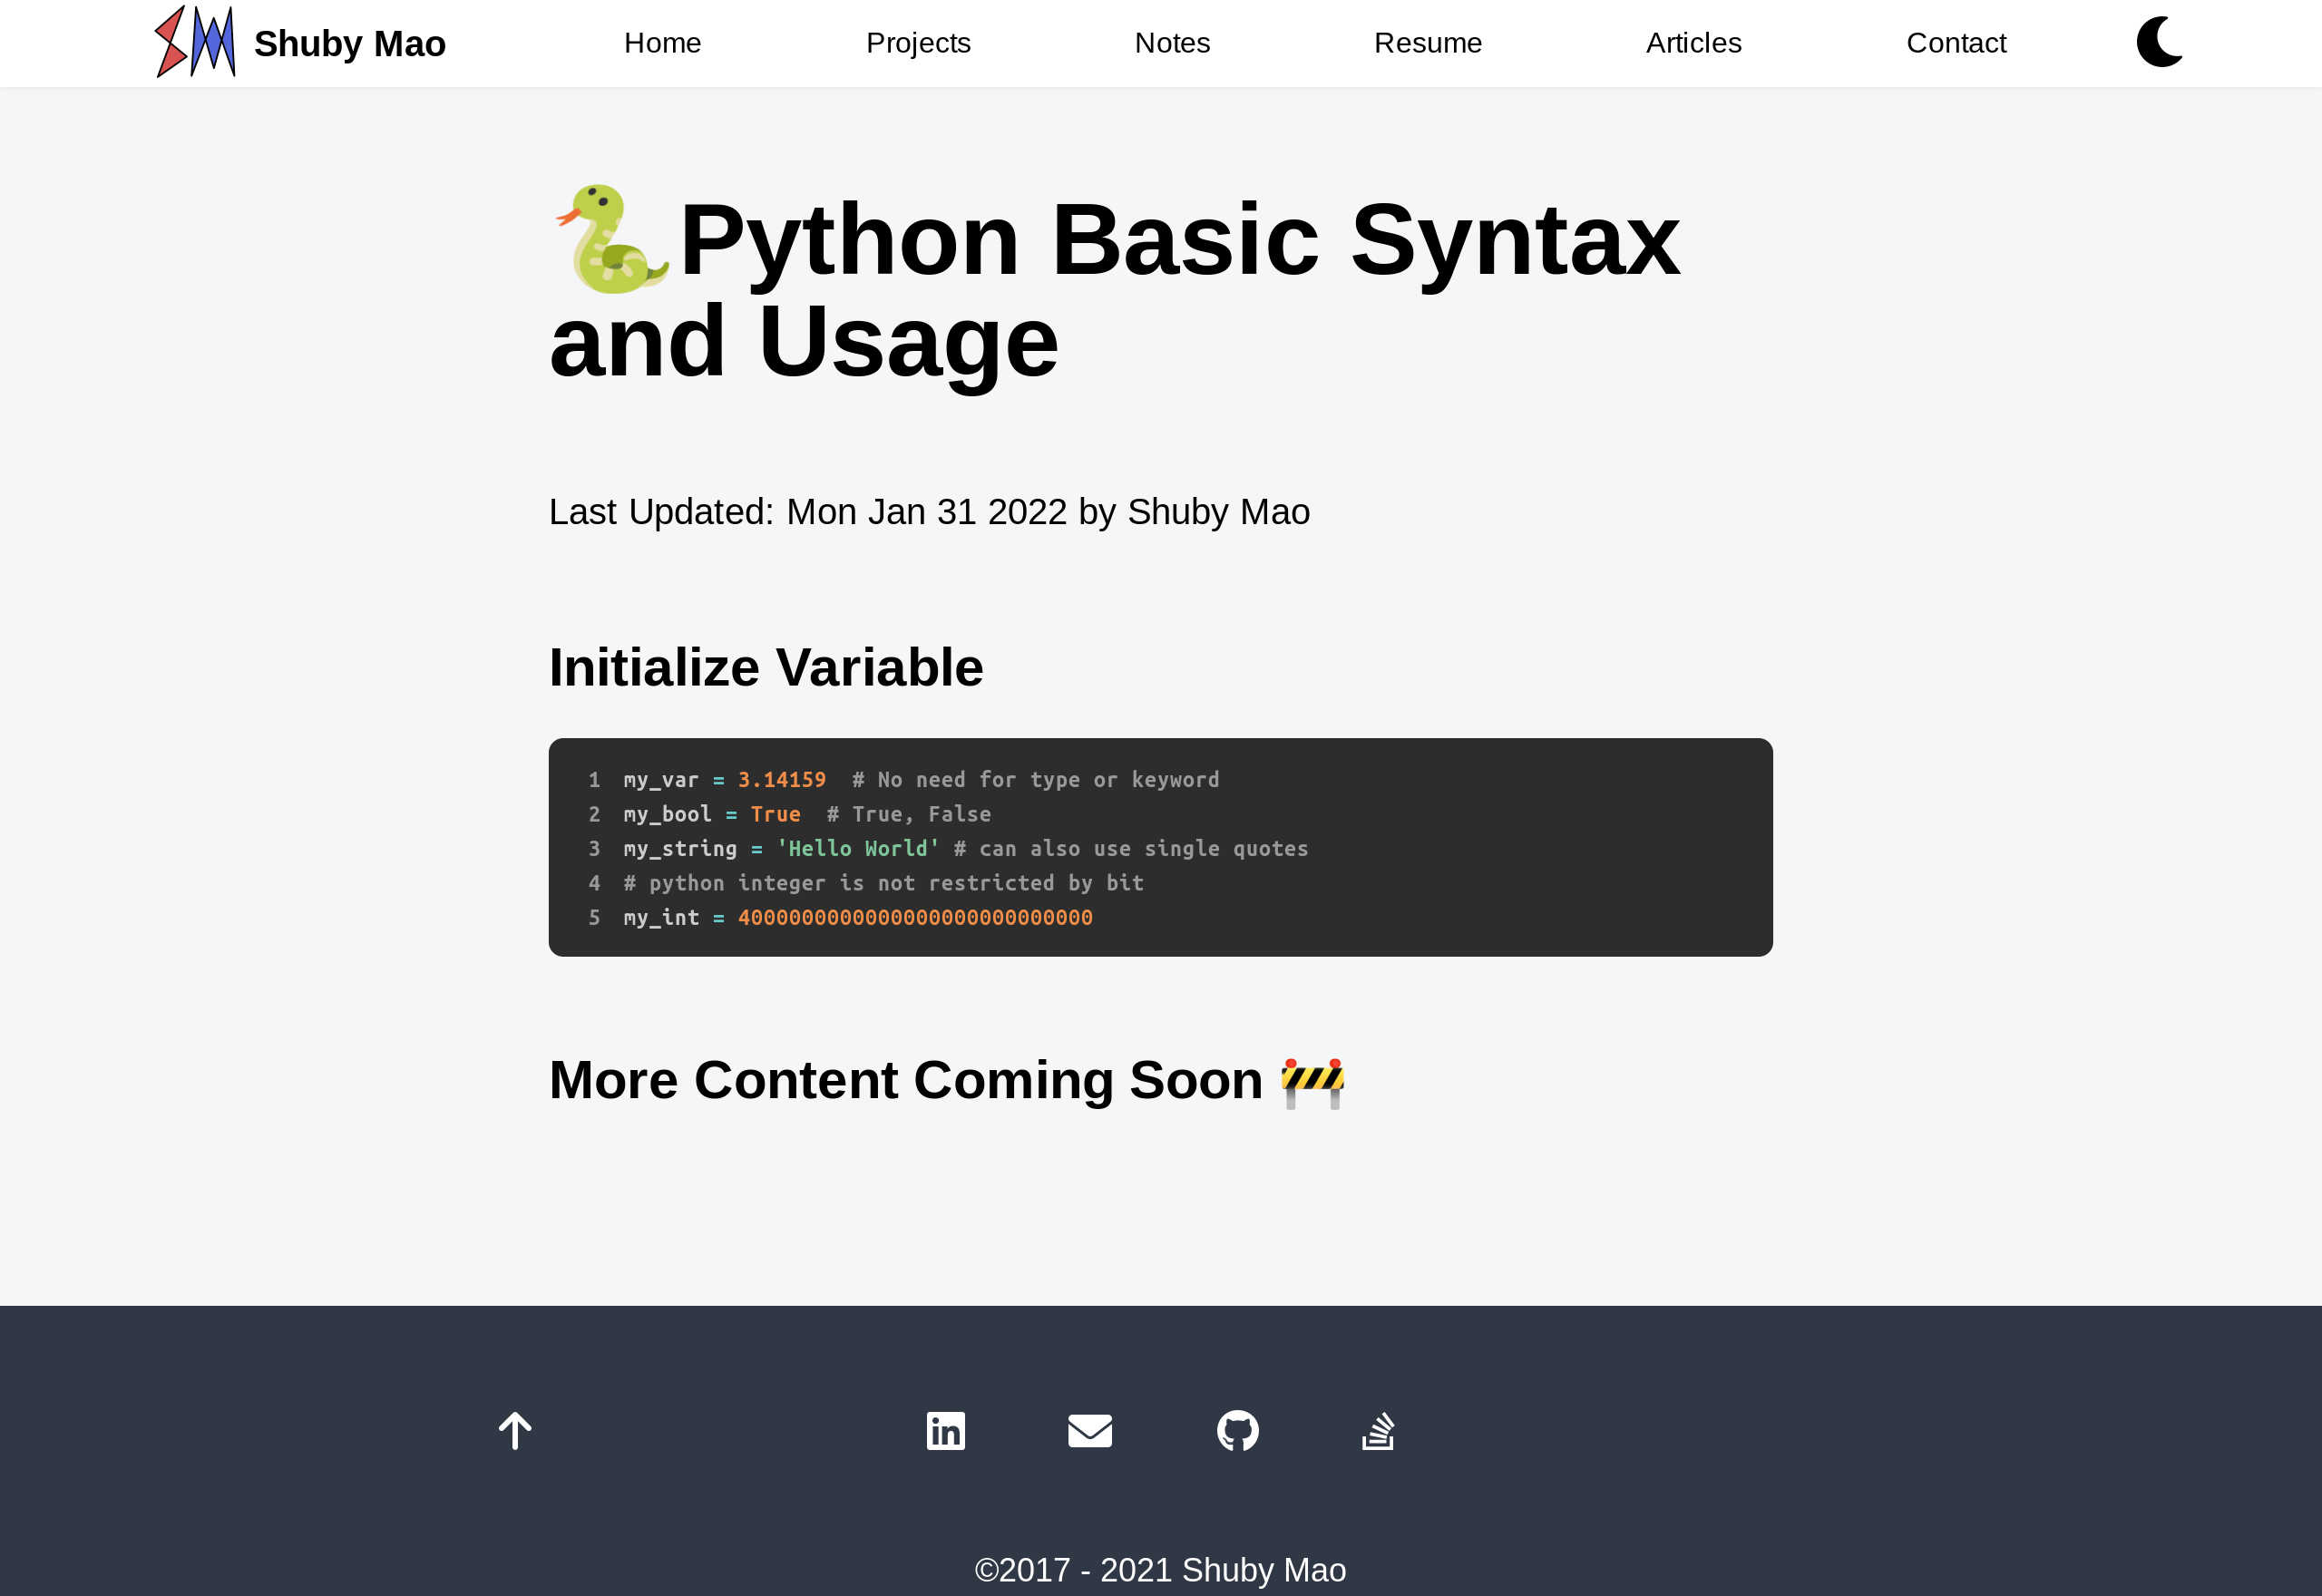 Shuby Mao
Home
Projects
Notes
Resume
Articles
Contact
🐍Python Basic Syntax
and Usage
Last Updated: Mon Jan 31 2022 by Shuby Mao
Initialize Variable
1 my_var = 3.14159  # No need for type or keyword
2 my_bool = True  # True, False
3 my_string = 'Hello World' # can also use single quotes
4 # python integer is not restricted by bit
5 my_int = 4000000000000000000000000000
More Content Coming Soon 🚧
©2017 - 2021 Shuby Mao